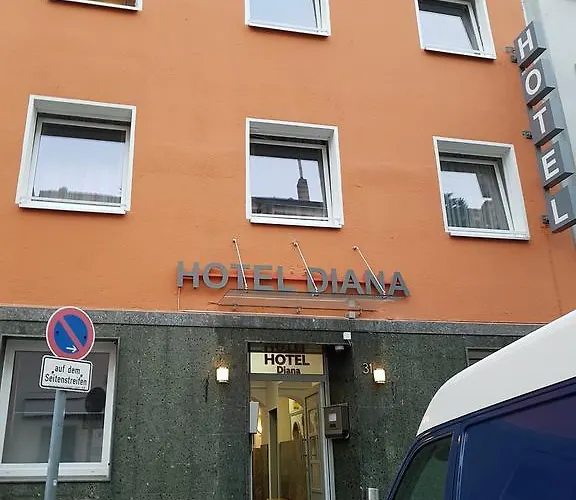 HOTEL
HOTEL DIANA
HOTEL
Diana
31
auf dem
Seitenstreifen